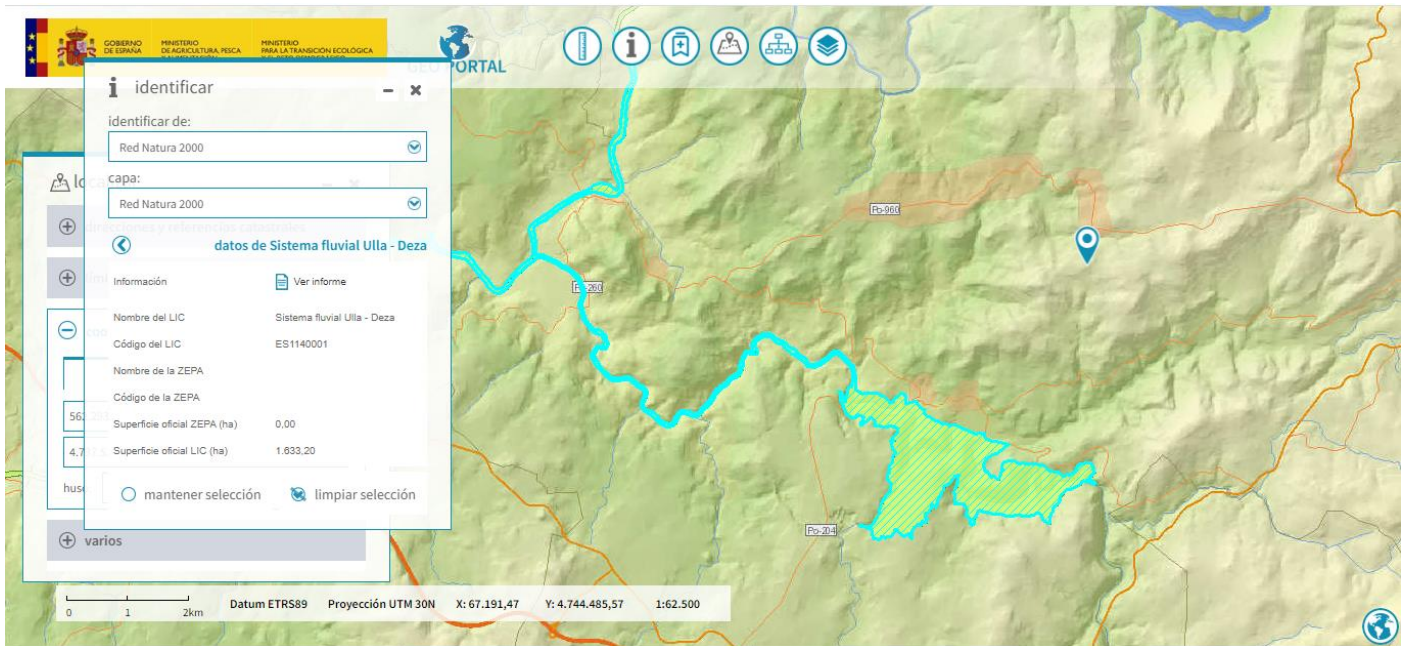 GOBIERNO
DE ESPAÑA
MINISTERIO
DE AGRICULTURA, PESCA
MINISTERIO
PARA LA TRANSICIÓN ECOLÓGICA
GEO PORTAL
identificar
identificar de:
Red Natura 2000
capa:
Red Natura 2000
direcciones y referencias catastrales
datos de Sistema fluvial Ulla - Deza
Información
Ver informe
Nombre del LIC
Sistema fluvial Ulla - Deza
Código del LIC
ES1140001
Nombre de la ZEPA
Código de la ZEPA
Superficie oficial ZEPA (ha)
0,00
Superficie oficial LIC (ha)
1.633,20
mantener selección
limpiar selección
varios
Po-960
Po-204
0
1
2km
Datum ETRS89
Proyección UTM 30N
X: 67.191,47
Y: 4.744.485,57
1:62.500